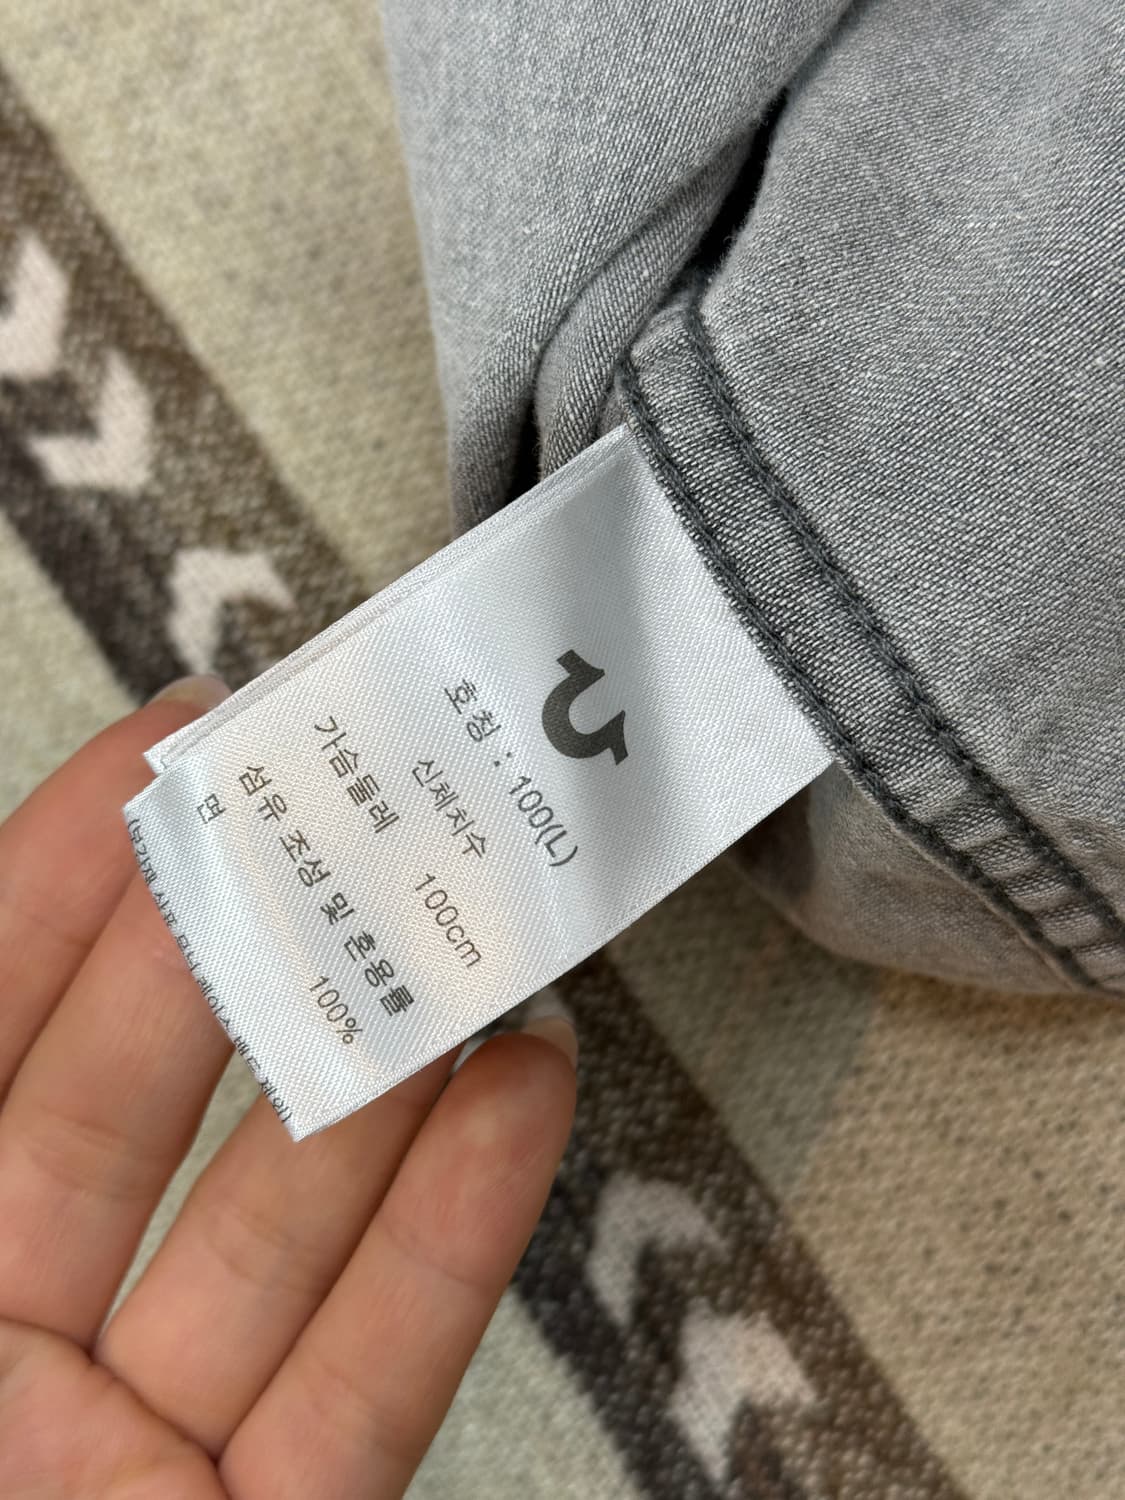 호칭 : 100(L)
신체치수
가슴둘레 100cm
섬유 조성 및 혼용률
면 100%